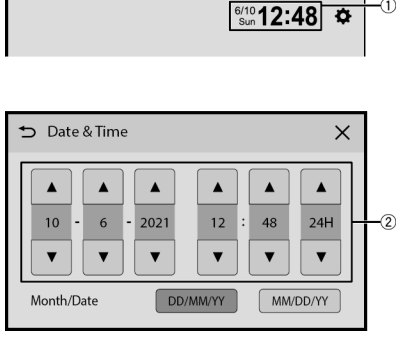 ①
6/10
Sun 12:48
Date & Time
10 - 6 - 2021 12 : 48 24H
②
Month/Date DD/MM/YY MM/DD/YY